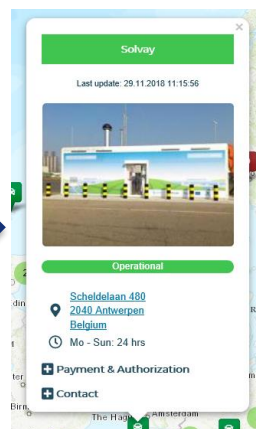 ×
Solvay
Last update: 29.11.2018 11:15:56
Operational
Scheldelaan 480
2040 Antwerpen
Belgium
Mo - Sun: 24 hrs
Payment & Authorization
Contact
The Hag
Amsterdam